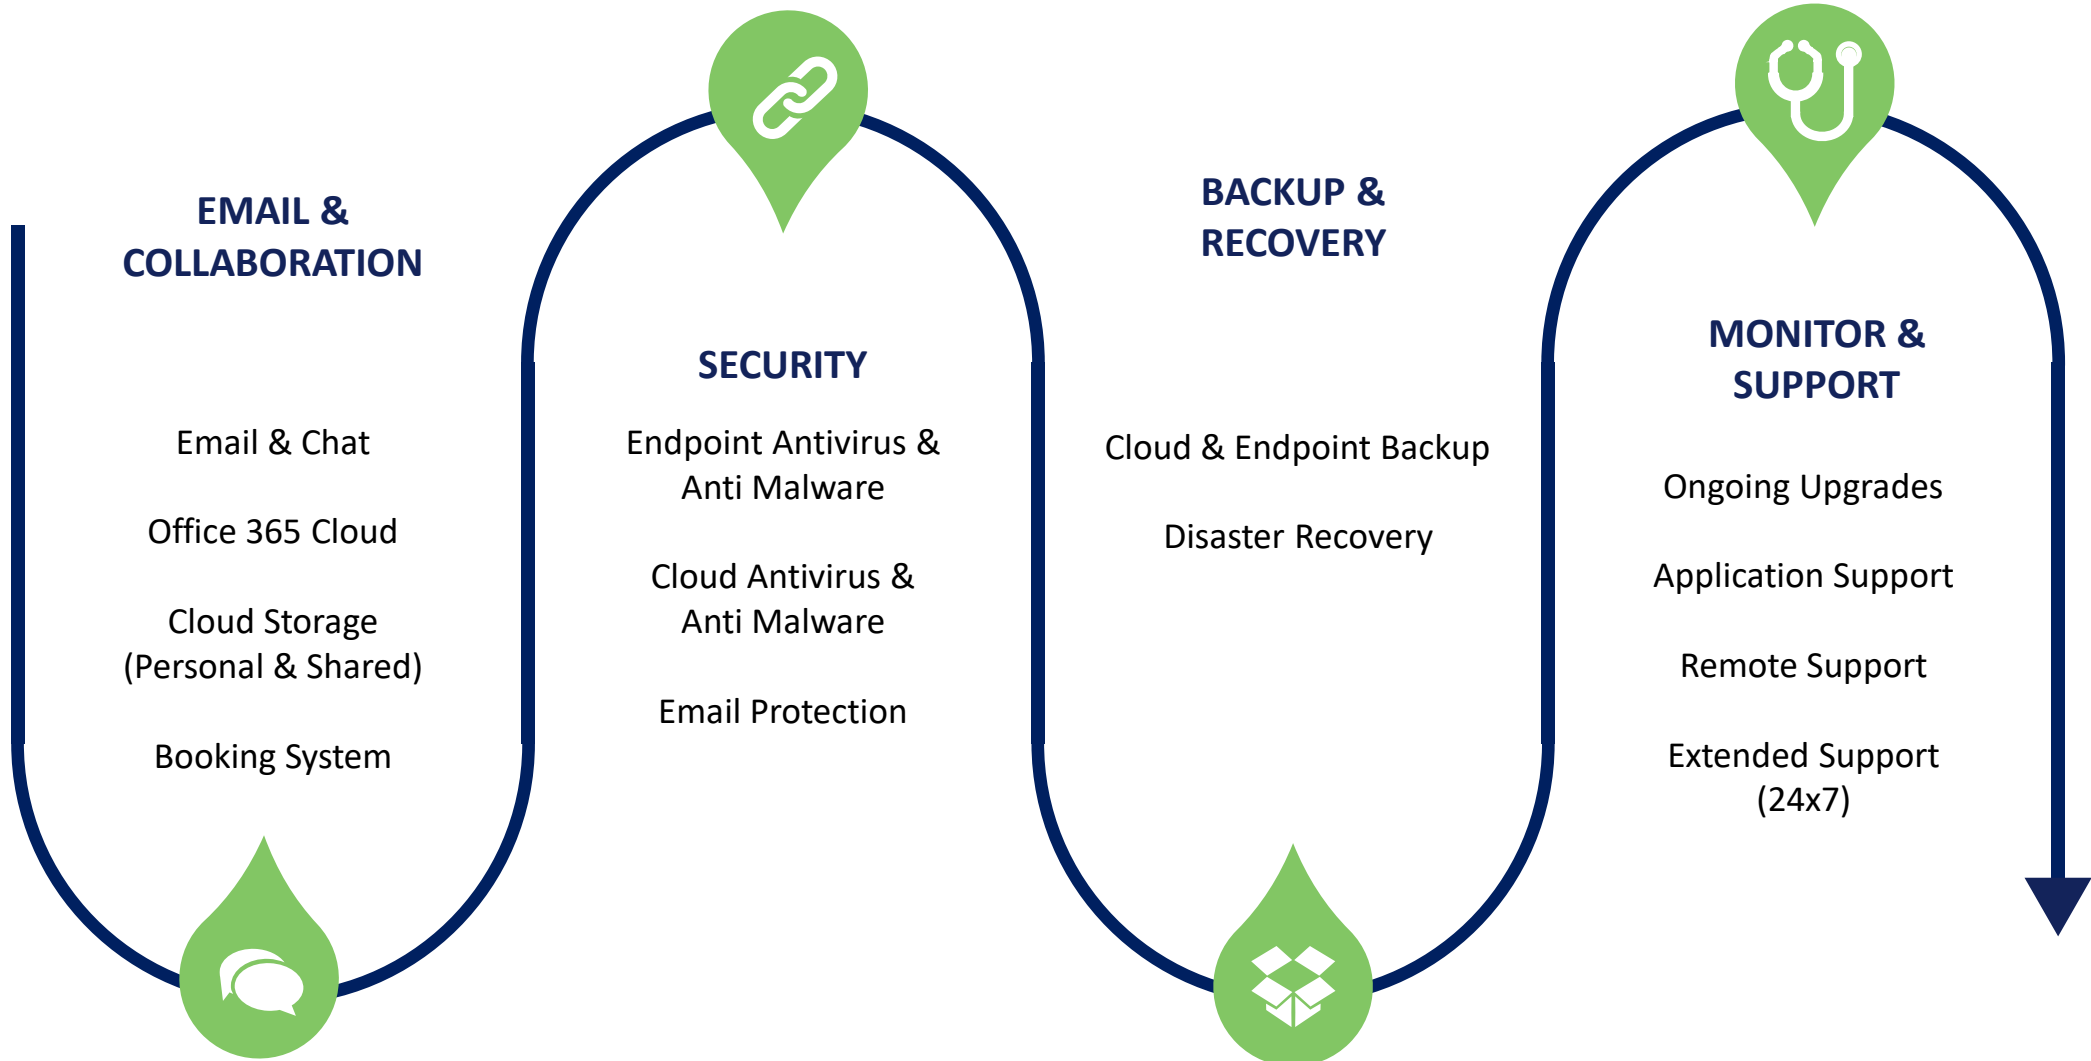 EMAIL &
COLLABORATION
Email & Chat
Office 365 Cloud
Cloud Storage
(Personal & Shared)
Booking System
SECURITY
Endpoint Antivirus &
Anti Malware
Cloud Antivirus &
Anti Malware
Email Protection
BACKUP &
RECOVERY
Cloud & Endpoint Backup
Disaster Recovery
MONITOR &
SUPPORT
Ongoing Upgrades
Application Support
Remote Support
Extended Support
(24x7)